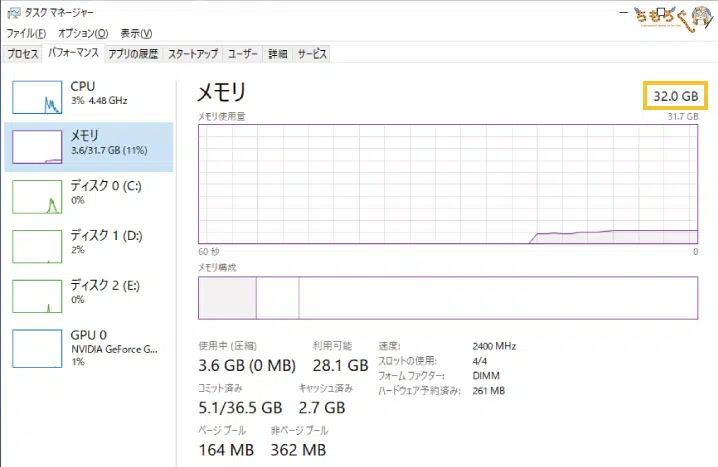 タスク マネージャー
ちもろぐ
ファイル(F) オプション(O) 表示(V)
プロセス パフォーマンス アプリの履歴 スタートアップ ユーザー 詳細 サービス
CPU
3% 4.48 GHz
メモリ
3.6/31.7 GB (11%)
ディスク 0 (C:)
0%
ディスク 1 (D:)
2%
ディスク 2 (E:)
0%
GPU 0
NVIDIA GeForce G...
1%
メモリ
32.0 GB
メモリ使用量 31.7 GB
60 秒 0
メモリ構成
使用中 (圧縮) 利用可能
3.6 GB (0 MB) 28.1 GB
コミット済み キャッシュ済み
5.1/36.5 GB 2.7 GB
ページ プール 非ページ プール
164 MB 362 MB
速度: 2400 MHz
スロットの使用: 4/4
フォーム ファクター: DIMM
ハードウェア予約済み: 261 MB